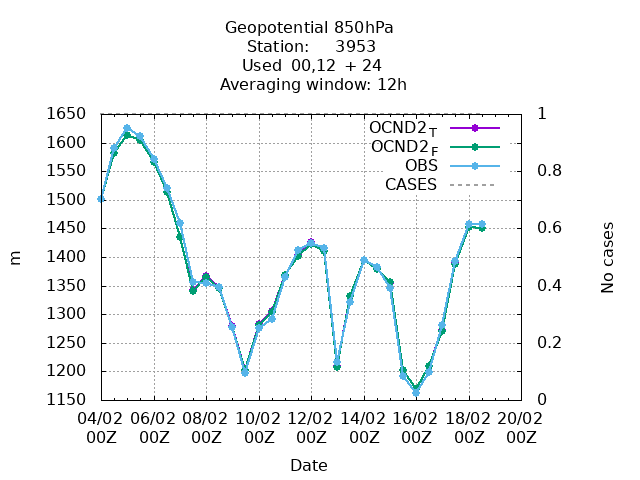 Geopotential 850hPa
Station: 3953
Used 00,12 + 24
Averaging window: 12h
1650
1600
1550
1500
1450
1400
1350
1300
1250
1200
1150
m
OCND2T
OCND2F
OBS
CASES
1
0.8
0.6
0.4
0.2
0
No cases
04/02 06/02 08/02 10/02 12/02 14/02 16/02 18/02 20/02
00Z 00Z 00Z 00Z 00Z 00Z 00Z 00Z 00Z
Date